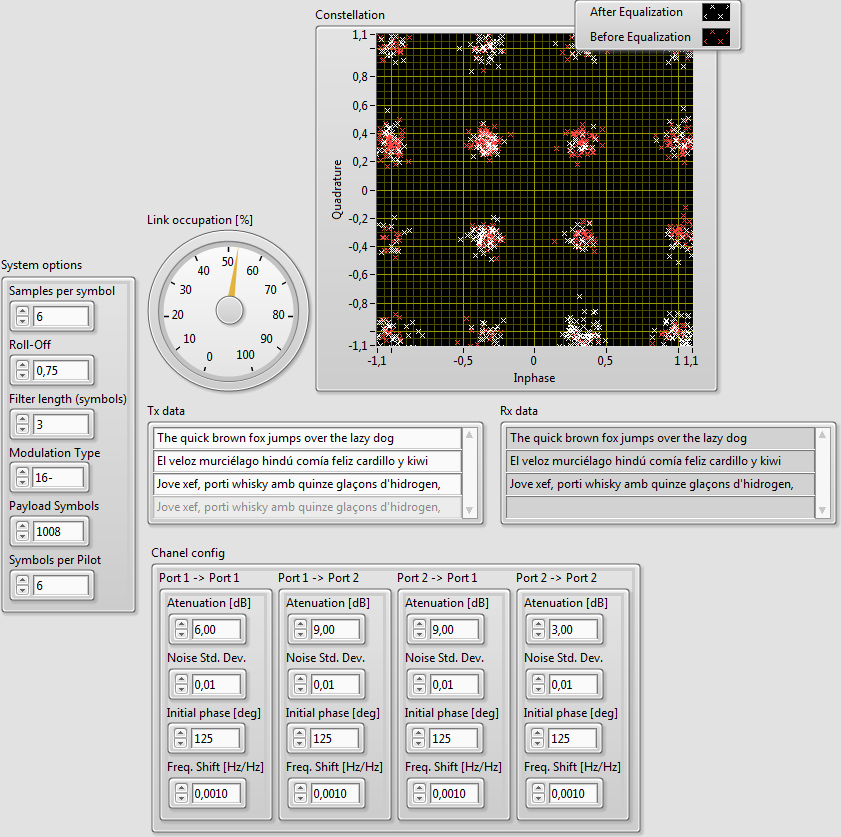 Constellation
After Equalization
Before Equalization
1,1
0,8
0,6
0,4
0,2
0
-0,2
-0,4
-0,6
-0,8
-1,1
Quadrature
-1,1 -0,5 0 0,5 1 1,1
Inphase
Link occupation [%]
0 10 20 30 40 50 60 70 80 90 100
System options
Samples per symbol
6
Roll-Off
0,75
Filter length (symbols)
3
Modulation Type
16-
Payload Symbols
1008
Symbols per Pilot
6
Tx data
The quick brown fox jumps over the lazy dog
El veloz murciélago hindú comía feliz cardillo y kiwi
Jove xef, porti whisky amb quinze glaçons d'hidrogen,
Jove xef, porti whisky amb quinze glaçons d'hidrogen,
Rx data
The quick brown fox jumps over the lazy dog
El veloz murciélago hindú comía feliz cardillo y kiwi
Jove xef, porti whisky amb quinze glaçons d'hidrogen,
Chanel config
Port 1 -> Port 1
Atenuation [dB]
6,00
Noise Std. Dev.
0,01
Initial phase [deg]
125
Freq. Shift [Hz/Hz]
0,0010
Port 1 -> Port 2
Atenuation [dB]
9,00
Noise Std. Dev.
0,01
Initial phase [deg]
125
Freq. Shift [Hz/Hz]
0,0010
Port 2 -> Port 1
Atenuation [dB]
9,00
Noise Std. Dev.
0,01
Initial phase [deg]
125
Freq. Shift [Hz/Hz]
0,0010
Port 2 -> Port 2
Atenuation [dB]
3,00
Noise Std. Dev.
0,01
Initial phase [deg]
125
Freq. Shift [Hz/Hz]
0,0010